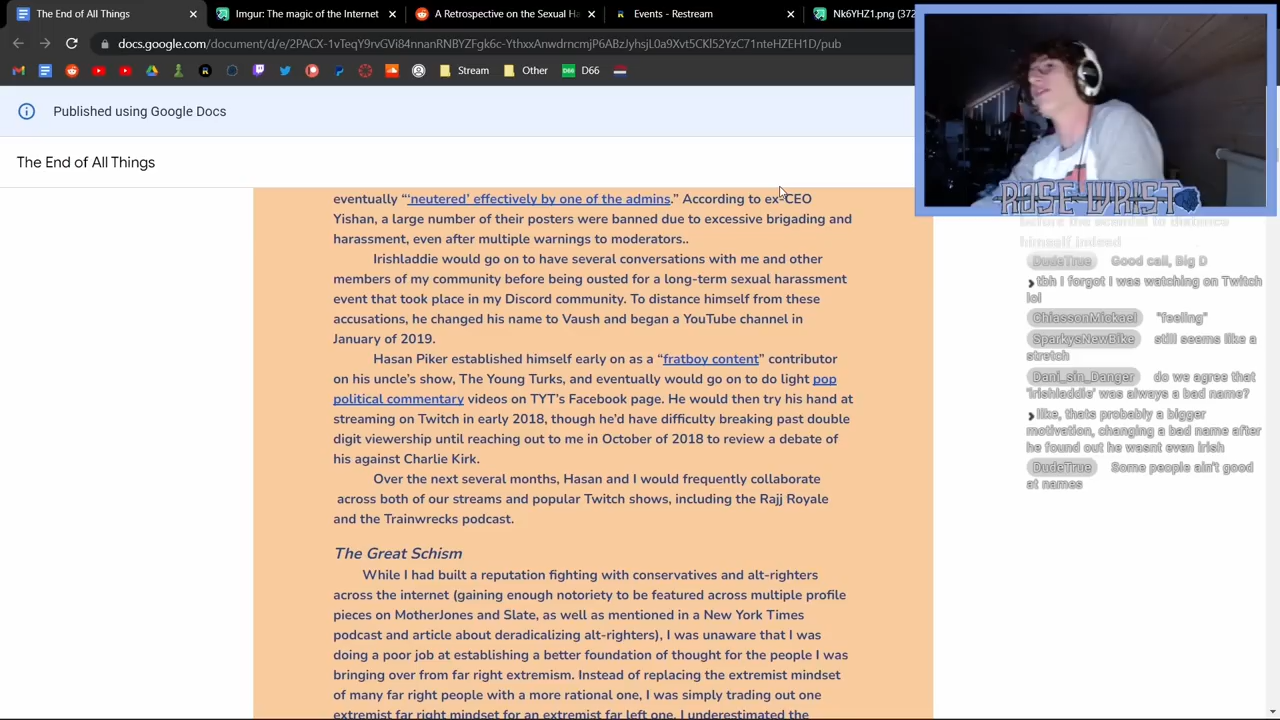 The End of All Things
Imgur: The magic of the Internet
A Retrospective on the Sexual Ha
Events - Restream
Nk6YHZ1.png (372
docs.google.com/document/d/e/2PACX-1vTeqY9rvGVi84nnanRNBYZFgk6c-YthxxAnwdrncmjP6ABzJyhsjL0a9Xvt5CKl52YzC71nteHZEH1D/pub
Stream
Other
D66
D66
Published using Google Docs
The End of All Things
eventually “‘neutered’ effectively by one of the admins.” According to ex-CEO
Yishan, a large number of their posters were banned due to excessive brigading and
harassment, even after multiple warnings to moderators..
Irishladdie would go on to have several conversations with me and other
members of my community before being ousted for a long-term sexual harassment
event that took place in my Discord community. To distance himself from these
accusations, he changed his name to Vaush and began a YouTube channel in
January of 2019.
Hasan Piker established himself early on as a “fratboy content” contributor
on his uncle’s show, The Young Turks, and eventually would go on to do light pop
political commentary videos on TYT’s Facebook page. He would then try his hand at
streaming on Twitch in early 2018, though he’d have difficulty breaking past double
digit viewership until reaching out to me in October of 2018 to review a debate of
his against Charlie Kirk.
Over the next several months, Hasan and I would frequently collaborate
across both of our streams and popular Twitch shows, including the Rajj Royale
and the Trainwrecks podcast.
The Great Schism
While I had built a reputation fighting with conservatives and alt-righters
across the internet (gaining enough notoriety to be featured across multiple profile
pieces on MotherJones and Slate, as well as mentioned in a New York Times
podcast and article about deradicalizing alt-righters), I was unaware that I was
doing a poor job at establishing a better foundation of thought for the people I was
bringing over from far right extremism. Instead of replacing the extremist mindset
of many far right people with a more rational one, I was simply trading out one
extremist far right mindset for an extremist far left one. I underestimated the
ROSE WRIST
before the scandal to distance
himself
DudeTrue Good call, Big D
tbh I forgot I was watching on Twitch
lol
ChiassonMickael "feeling"
SparkysNewBike still seems like a
stretch
Dani_sin_Danger do we agree that
'irishladdie' was always a bad name?
like, thats probably a bigger
motivation, changing a bad name after
he found out he wasnt even irish
DudeTrue Some people ain't good
at names